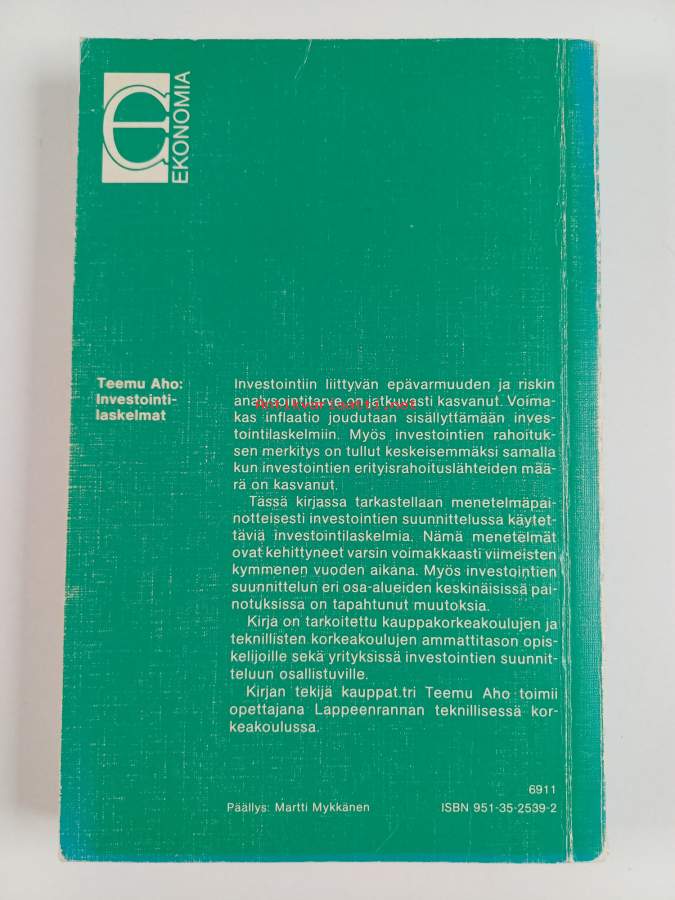 EKONOMIA
Teemu Aho:
Investointi-
laskelmat
Investointiin liittyvän epävarmuuden ja riskin
analysointitarve on jatkuvasti kasvanut. Voima-
kas inflaatio joudutaan sisällyttämään inves-
tointilaskelmiin. Myös investointien rahoituk-
sen merkitys on tullut keskeisemmäksi samalla
kun investointien erityisrahoituslähteiden mää-
rä on kasvanut.
Tässä kirjassa tarkastellaan menetelmäpai-
notteisesti investointien suunnittelussa käytet-
täviä investointilaskelmia. Nämä menetelmät
ovat kehittyneet varsin voimakkaasti viimeisten
kymmenen vuoden aikana. Myös investointien
suunnittelun eri osa-alueiden keskinäisissä pai-
notuksissa on tapahtunut muutoksia.
Kirja on tarkoitettu kauppakorkeakoulujen ja
teknillisten korkeakoulujen ammattitason opis-
kelijoille sekä yrityksissä investointien suunnit-
teluun osallistuville.
Kirjan tekijä kauppat.tri Teemu Aho toimii
opettajana Lappeenrannan teknillisessä kor-
keakoulussa.
6911
Päällys: Martti Mykkänen ISBN 951-35-2539-2
Antikvariaatti.net